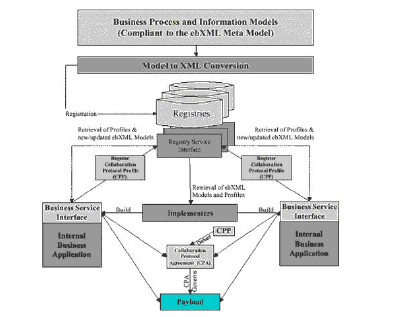 Business Process and Information Models
(Compliant to the ebXML Meta Model)
Model to XML Conversion
Registration
Registries
Retrieval of Profiles &
new/updated ebXML Models
Retrieval of Profiles &
new/updated ebXML Models
Registry Service
Interface
Register
Collaboration
Protocol Profile
(CPP)
Register
Collaboration
Protocol Profile
(CPP)
Retrieval of ebXML
Models and Profiles
Business Service
Interface
Build
Implementers
Build
Business Service
Interface
Internal
Business
Application
Internal
Business
Application
CPP
Derive
Collaboration
Protocol
Agreement (CPA)
CPA
Governs
Payload